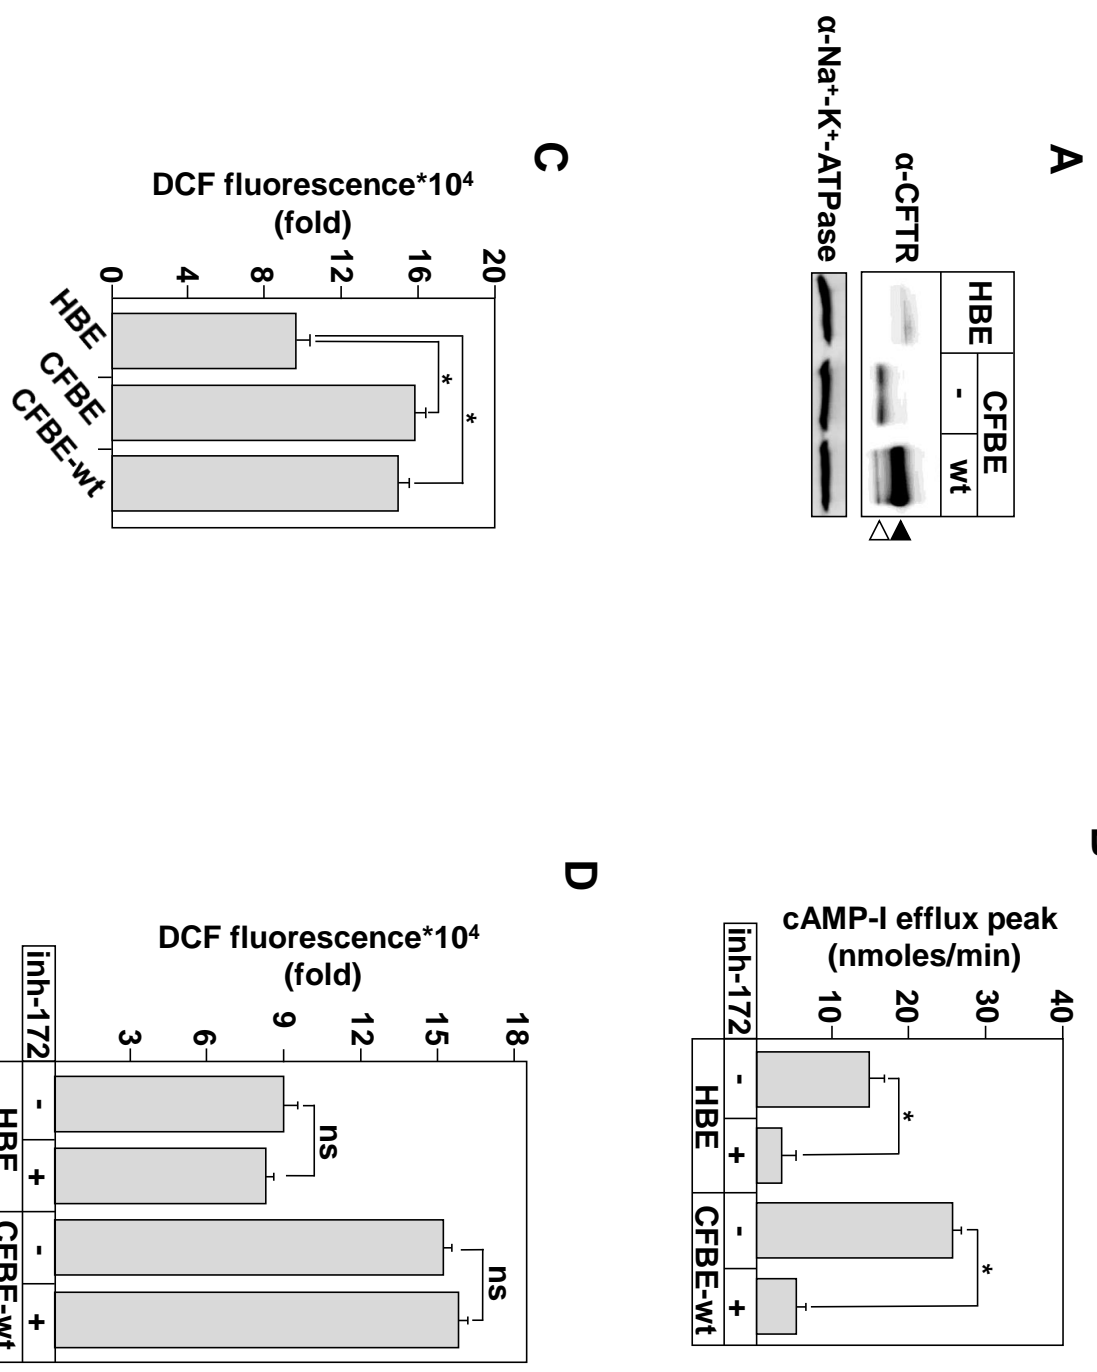 A
HBE
CFBE
-
wt
α-CFTR
α-Na⁺-K⁺-ATPase
cAMP-I efflux peak
(nmoles/min)
40
30
20
10
*
*
inh-172
-
+
-
+
HBE
CFBE-wt
C
DCF fluorescence*10⁴
(fold)
20
16
12
8
4
0
*
*
HBE
CFBE
CFBE-wt
D
DCF fluorescence*10⁴
(fold)
18
15
12
9
6
3
ns
ns
inh-172
-
+
-
+
HBE
CFBE-wt